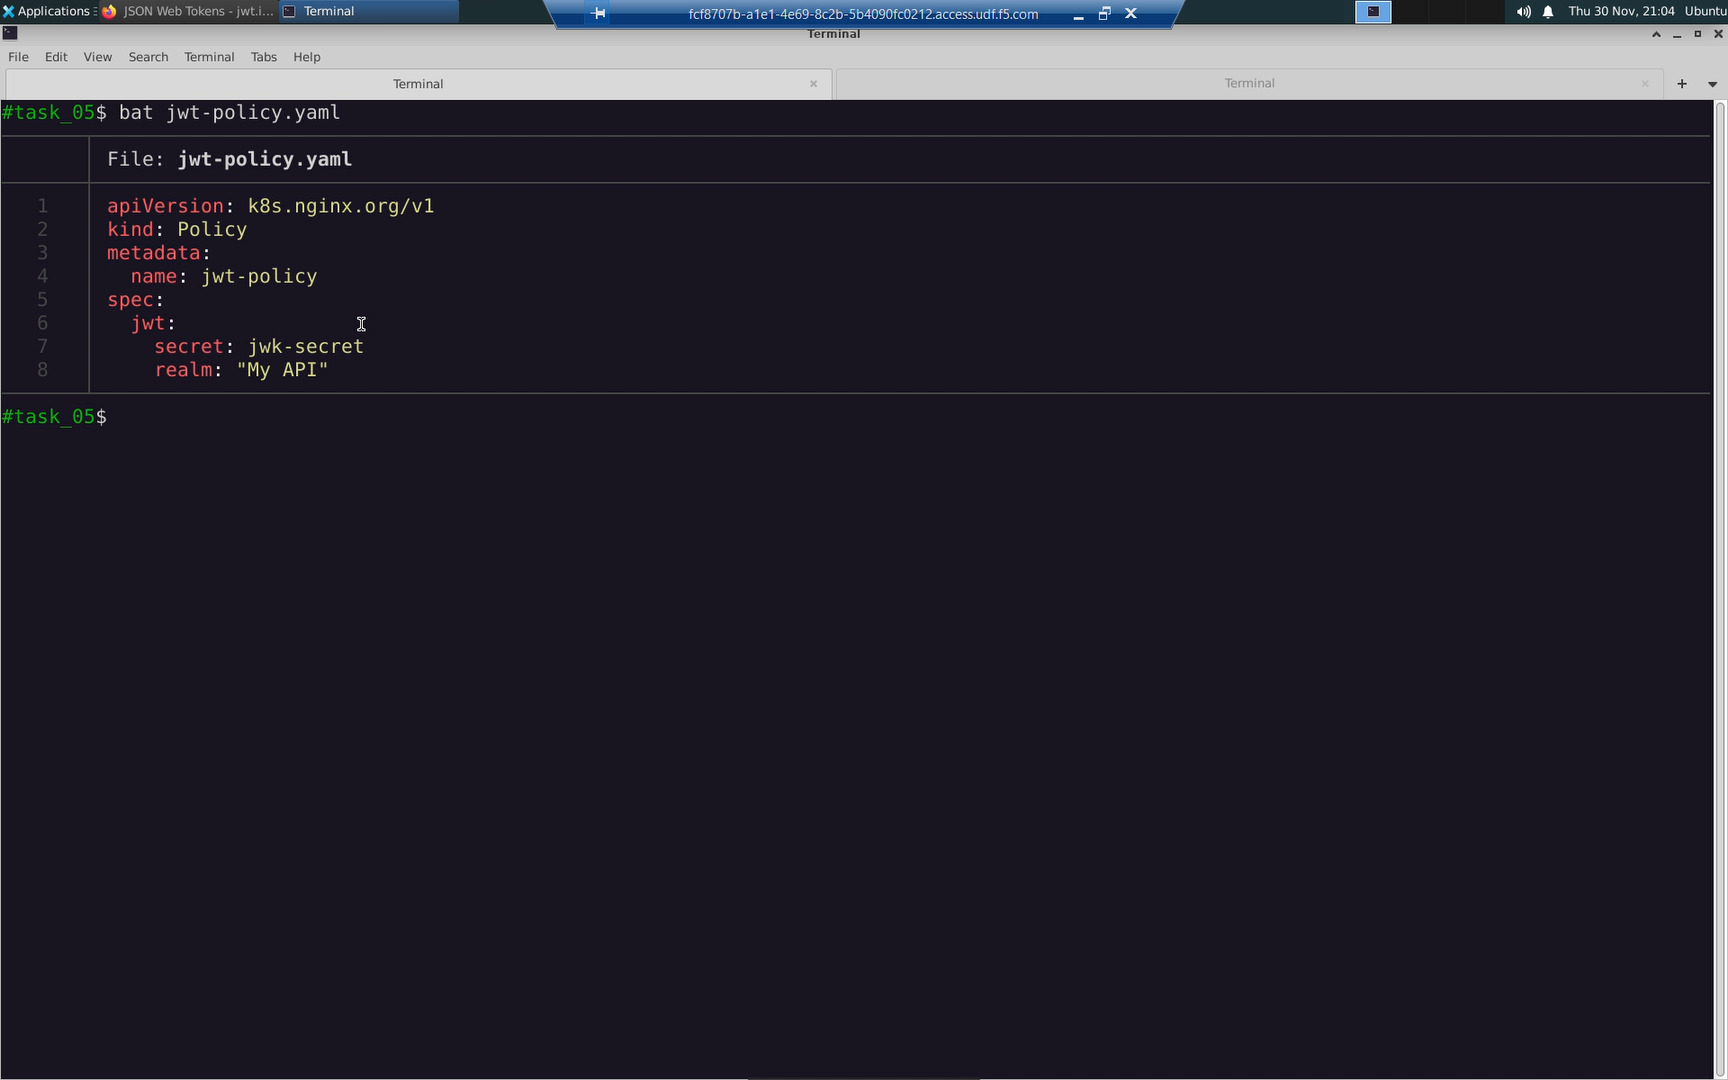 Applications
JSON Web Tokens - jwt.i...
Terminal
fcf8707b-a1e1-4e69-8c2b-5b4090fc0212.access.udf.f5.com
Thu 30 Nov, 21:04
Ubuntu
Terminal
File Edit View Search Terminal Tabs Help
Terminal
Terminal
#task_05$ bat jwt-policy.yaml
File: jwt-policy.yaml
1 apiVersion: k8s.nginx.org/v1
2 kind: Policy
3 metadata:
4   name: jwt-policy
5 spec:
6   jwt:
7     secret: jwk-secret
8     realm: "My API"
#task_05$